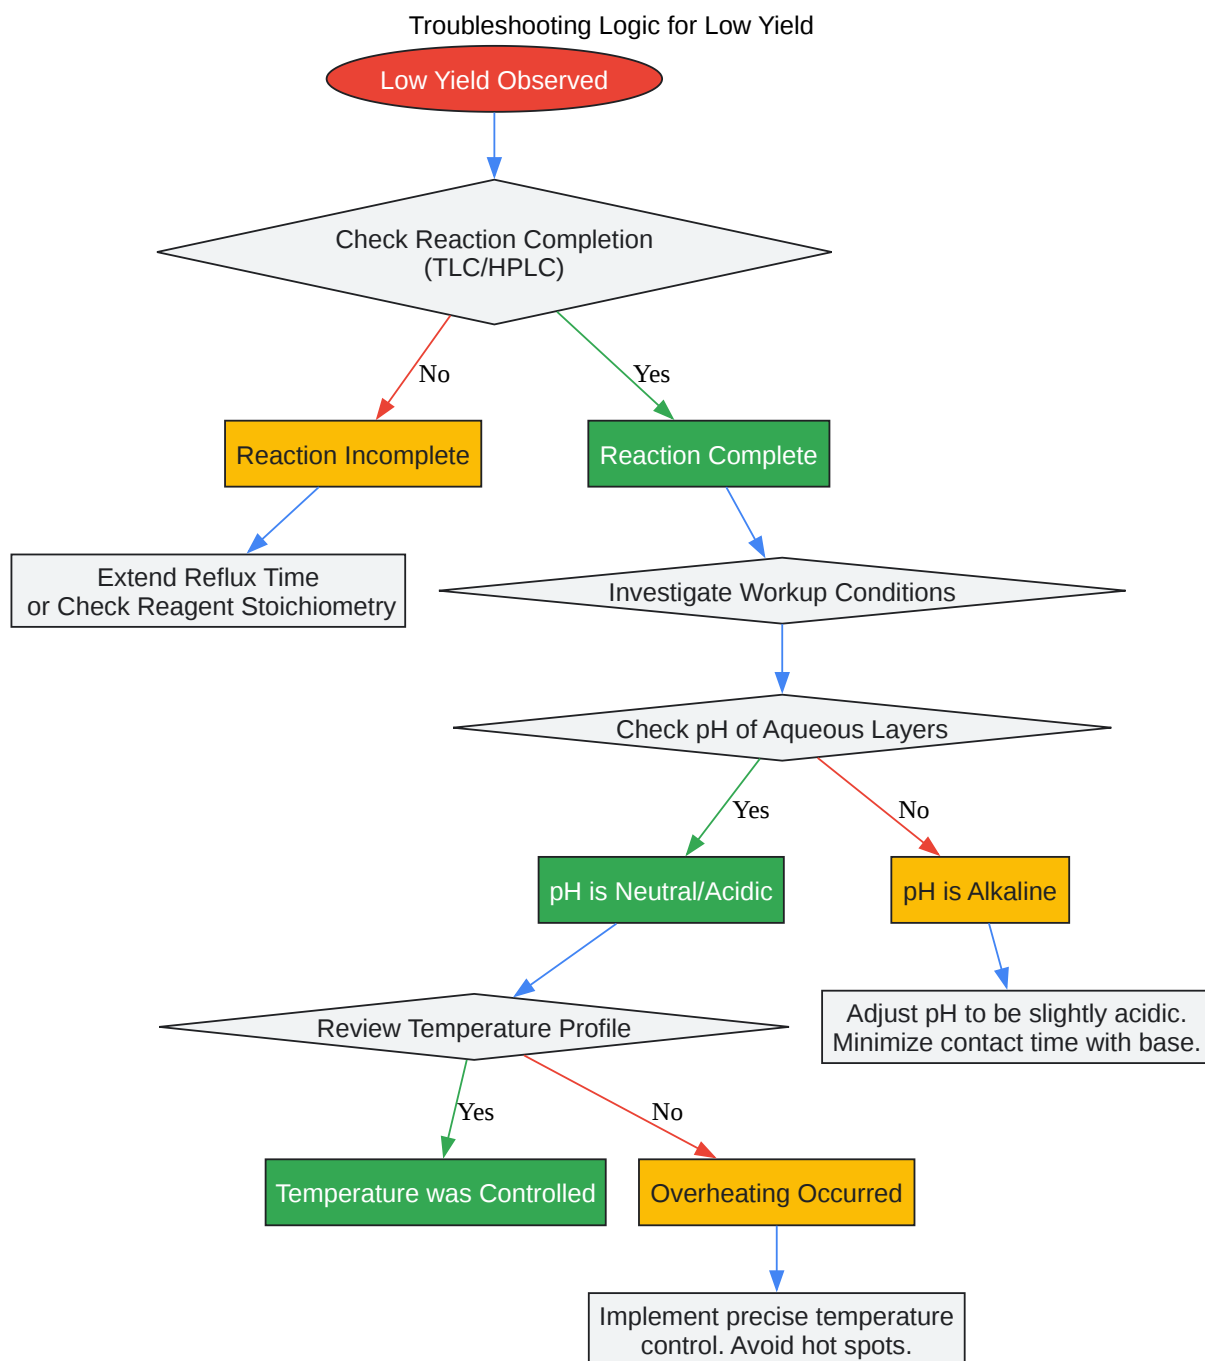 Troubleshooting Logic for Low Yield
Low Yield Observed
Check Reaction Completion
(TLC/HPLC)
No
Yes
Reaction Incomplete
Reaction Complete
Extend Reflux Time
or Check Reagent Stoichiometry
Investigate Workup Conditions
Check pH of Aqueous Layers
Yes
No
pH is Neutral/Acidic
pH is Alkaline
Review Temperature Profile
Adjust pH to be slightly acidic.
Minimize contact time with base.
Yes
No
Temperature was Controlled
Overheating Occurred
Implement precise temperature
control. Avoid hot spots.